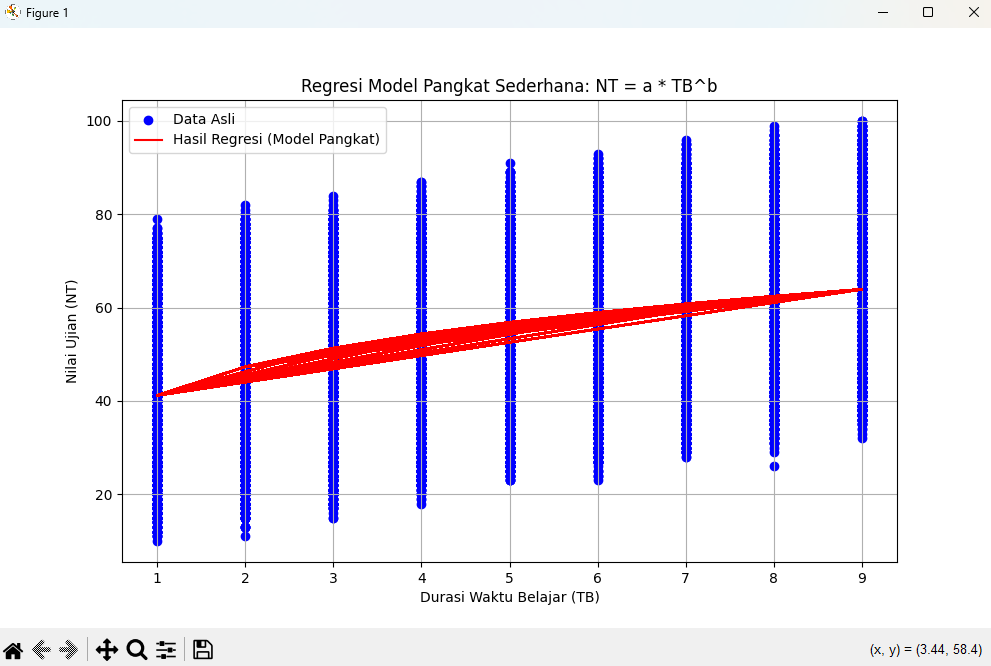 Figure 1
Regresi Model Pangkat Sederhana: NT = a * TB^b
Data Asli
Hasil Regresi (Model Pangkat)
100
80
60
40
20
Nilai Ujian (NT)
1 2 3 4 5 6 7 8 9
Durasi Waktu Belajar (TB)
(x, y) = (3.44, 58.4)